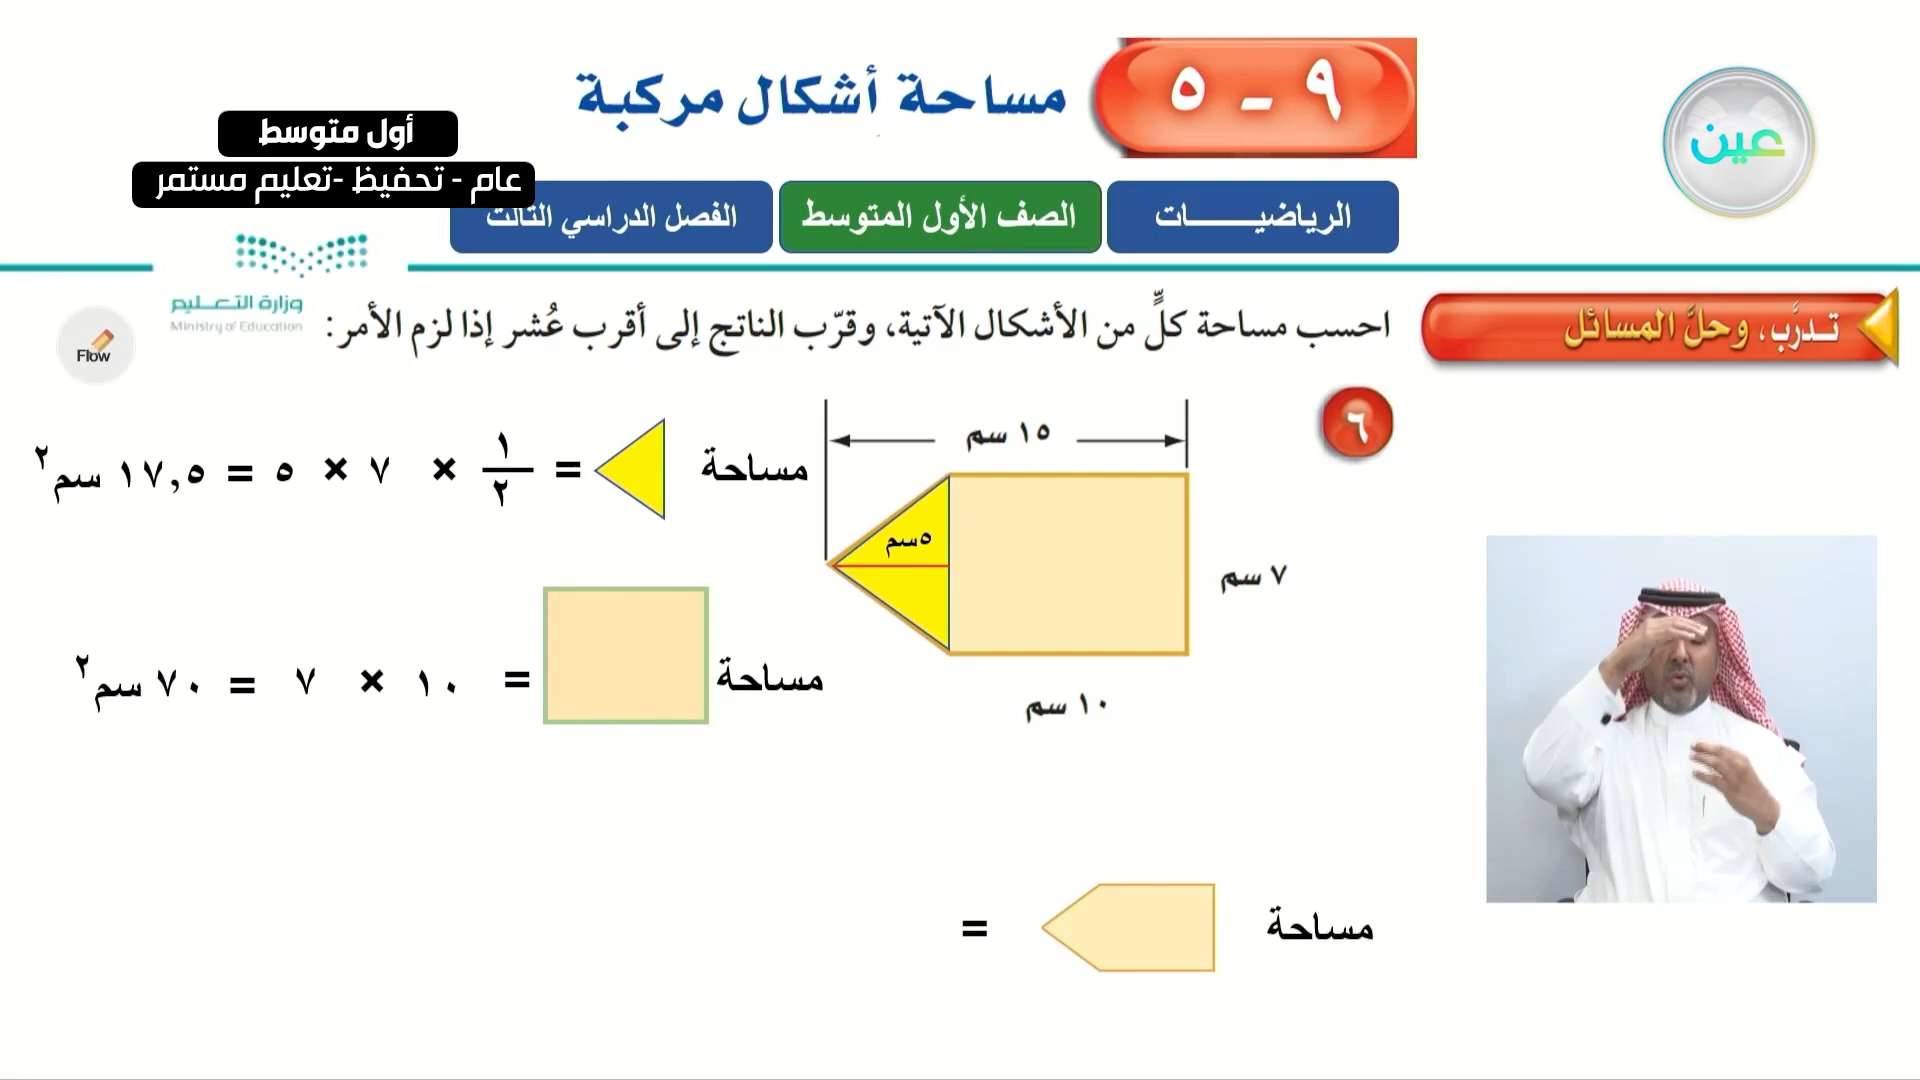 ٩ - ٥
مساحة أشكال مركبة
عين
أول متوسط
عام - تحفيظ -تعليم مستمر
الرياضيـــــــــات
الصف الأول المتوسط
الفصل الدراسي الثالث
وزارة التعـــليم
Ministry of Education
Flow
تـدرَّب، وحلَّ المسائل
احسب مساحة كلٍّ من الأشكال الآتية، وقرّب الناتج إلى أقرب عُشر إذا لزم الأمر:
٦
١٥ سم
٥سم
٧ سم
١٠ سم
مساحة = ١/٢ × ٧ × ٥ = ١٧,٥ سم٢
مساحة = ١٠ × ٧ = ٧٠ سم٢
مساحة =